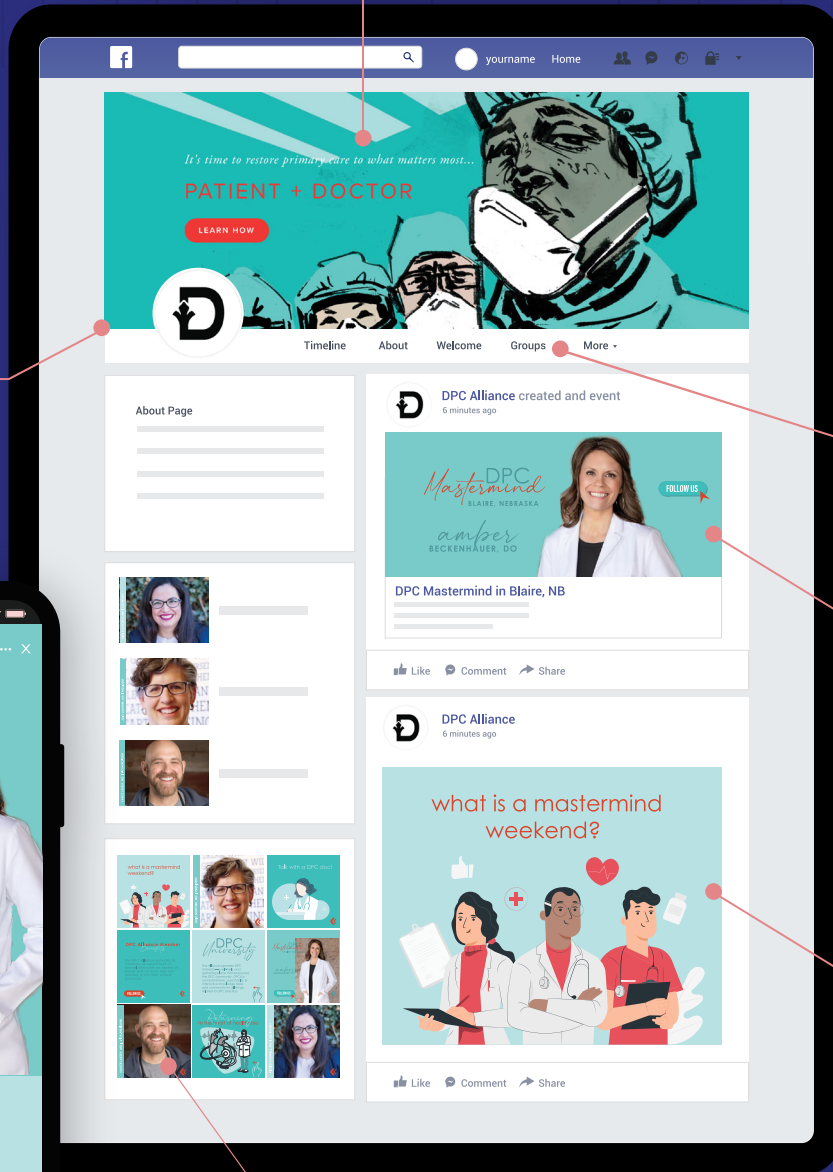 f
yourname Home
It's time to restore primary care to what matters most...
PATIENT + DOCTOR
LEARN HOW
D
Timeline About Welcome Groups More
About Page
DPC Alliance created and event
6 minutes ago
DPC
Mastermind
BLAIRE, NEBRASKA
amber
BECKENHAUER, DO
FOLLOW US
DPC Mastermind in Blaire, NB
Like Comment Share
DPC Alliance
6 minutes ago
what is a mastermind
weekend?
Like Comment Share
what is a mastermind
weekend?
Talk with a DPC doc!
DPC Alliance Member
DPC
University
FOLLOW US
X